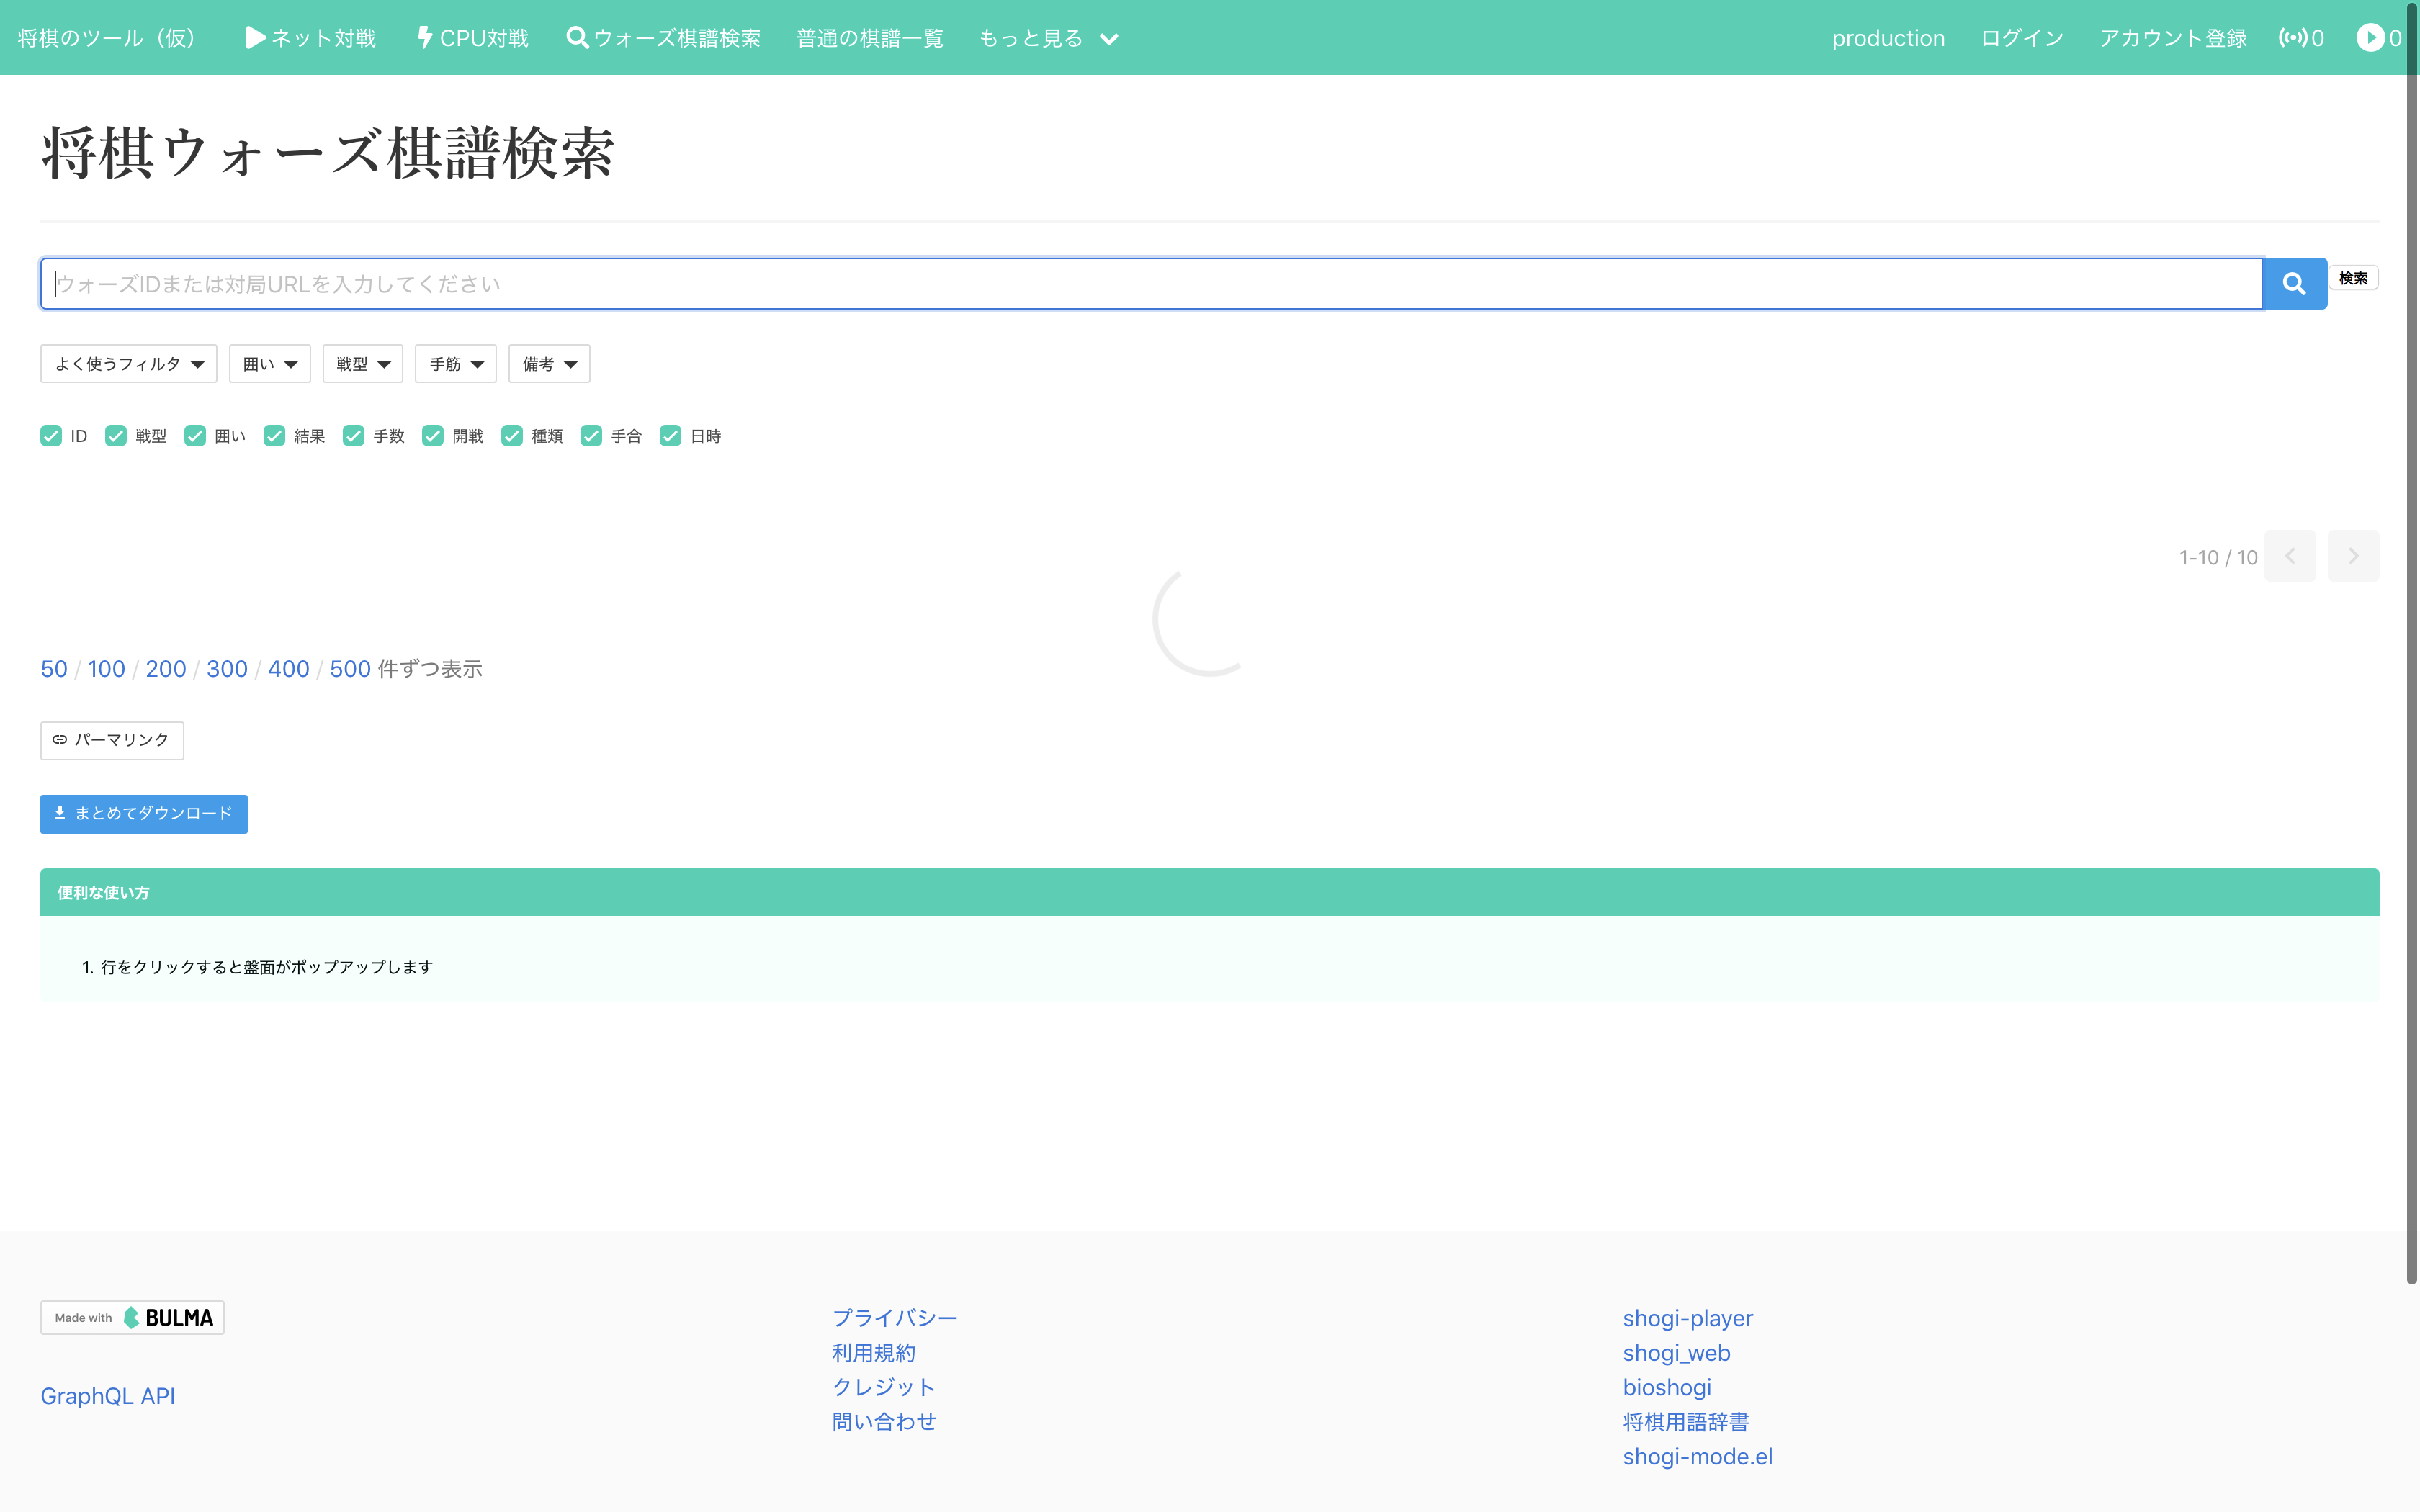 将棋のツール（仮） ネット対戦 CPU対戦 ウォーズ棋譜検索 普通の棋譜一覧 もっと見る production ログイン アカウント登録 0 0
将棋ウォーズ棋譜検索
ウォーズIDまたは対局URLを入力してください 検索
よく使うフィルタ 囲い 戦型 手筋 備考
ID 戦型 囲い 結果 手数 開戦 種類 手合 日時
1-10 / 10
50 / 100 / 200 / 300 / 400 / 500 件ずつ表示
パーマリンク
まとめてダウンロード
便利な使い方
1. 行をクリックすると盤面がポップアップします
Made with BULMA
GraphQL API
プライバシー
利用規約
クレジット
問い合わせ
shogi-player
shogi_web
bioshogi
将棋用語辞書
shogi-mode.el